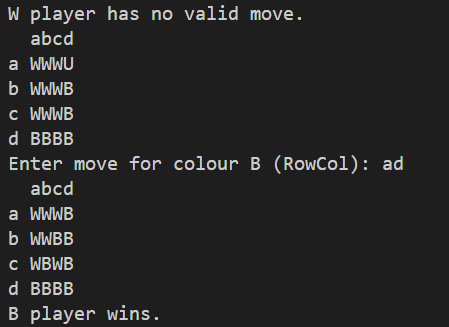 W player has no valid move.
  abcd
a WWWU
b WWWB
c WWWB
d BBBB
Enter move for colour B (RowCol): ad
  abcd
a WWWB
b WWBB
c WBWB
d BBBB
B player wins.